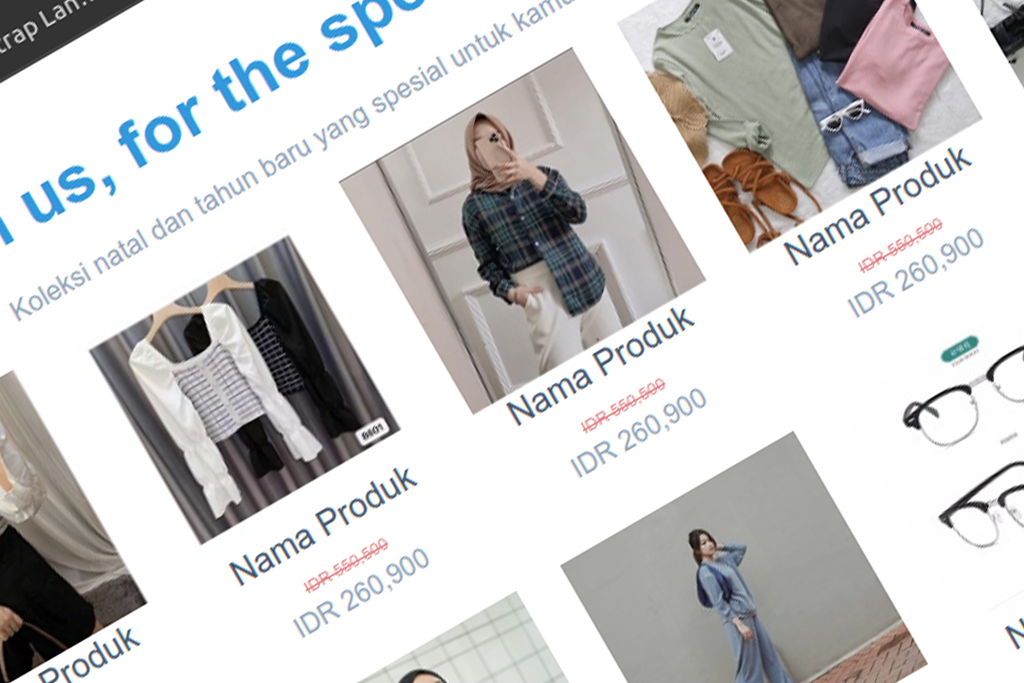 trap Lan
us, for the spe
Koleksi natal dan tahun baru yang spesial untuk kamu
Nama Produk
IDR 550,500
IDR 260,900
Nama Produk
IDR 550,500
IDR 260,900
B601
Nama Produk
IDR 550,500
IDR 260,900
Produk
N